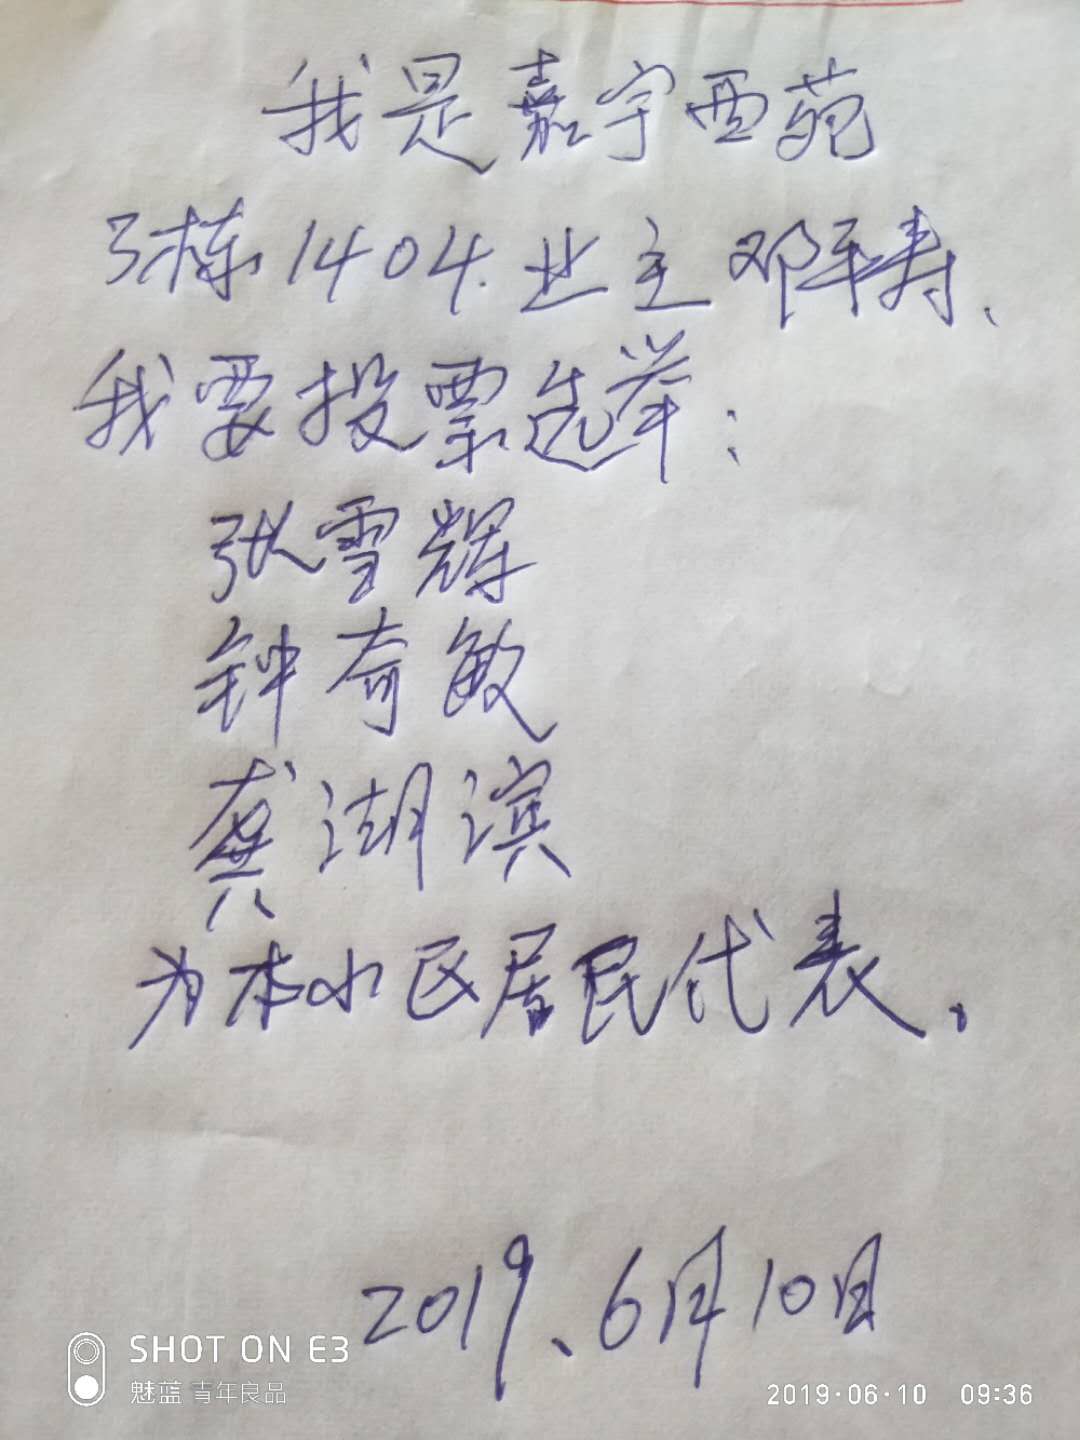 我是嘉宇西苑
3栋1404.业主邓军寿、
我要投票选举：
张雪辉
钟奇敏
龚湖滨
为本小区居民代表.
2019、6月10日
SHOT ON E3
魅蓝 青年良品
2019·06·10 09:36